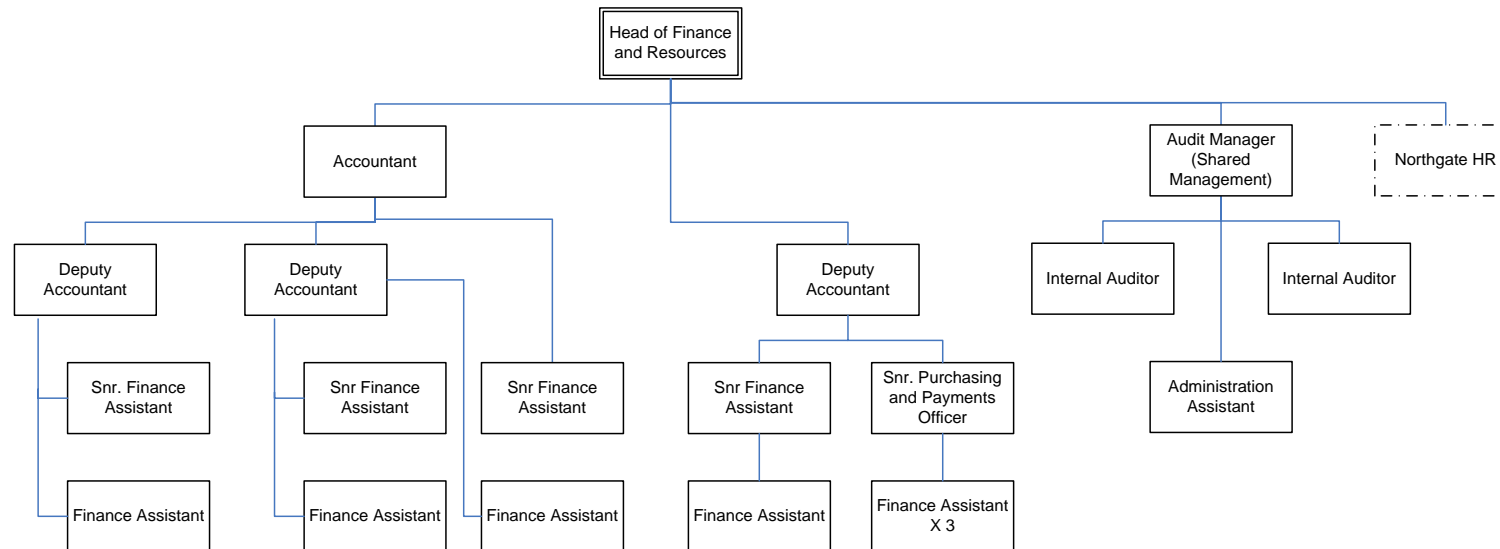 Head of Finance
and Resources
Accountant
Audit Manager
(Shared
Management)
Northgate HR
Deputy
Accountant
Deputy
Accountant
Deputy
Accountant
Internal Auditor
Internal Auditor
Snr. Finance
Assistant
Snr Finance
Assistant
Snr Finance
Assistant
Snr Finance
Assistant
Snr. Purchasing
and Payments
Officer
Administration
Assistant
Finance Assistant
Finance Assistant
Finance Assistant
Finance Assistant
Finance Assistant
X 3